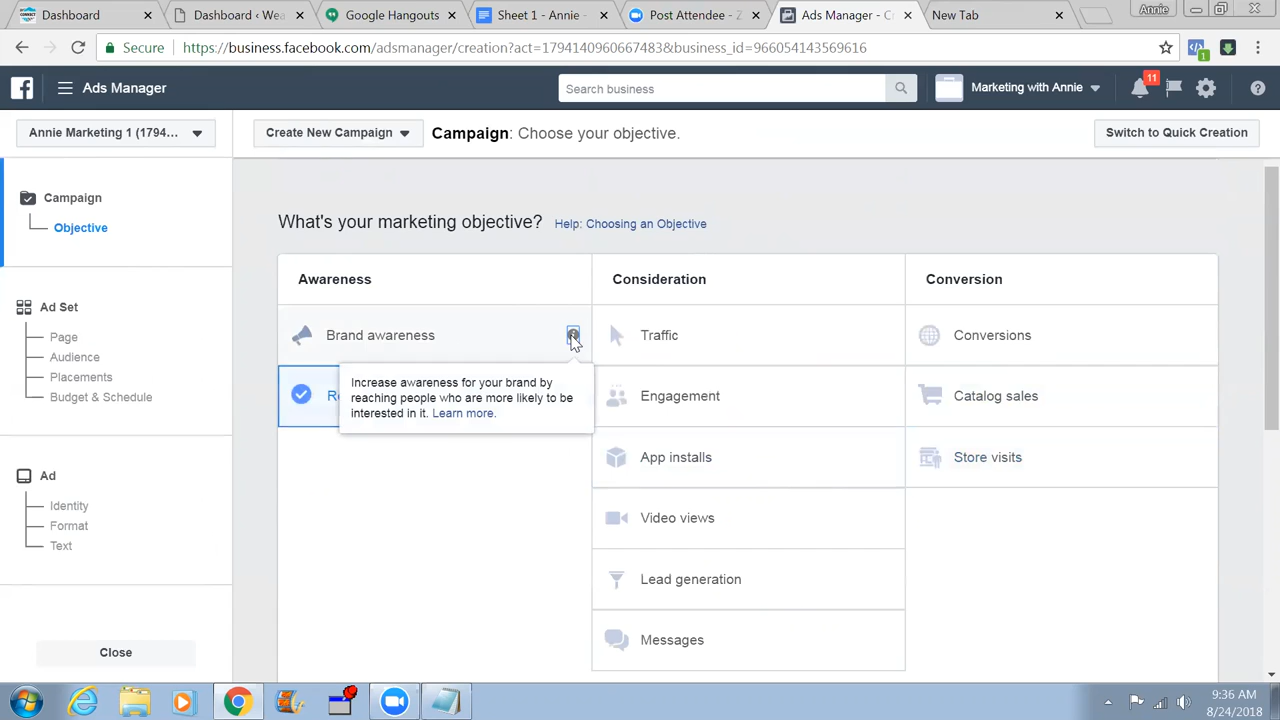 Dashboard
Dashboard ‹ Wea
Google Hangouts
Sheet 1 - Annie -
Post Attendee - Z
Ads Manager - Cr
New Tab
Annie
Secure
https://business.facebook.com/adsmanager/creation?act=1794140960667483&business_id=966054143569616
1
Ads Manager
Search business
Marketing with Annie
11
Annie Marketing 1 (1794...
Create New Campaign
Campaign: Choose your objective.
Switch to Quick Creation
Campaign
Objective
Ad Set
Page
Audience
Placements
Budget & Schedule
Ad
Identity
Format
Text
Close
What's your marketing objective?
Help: Choosing an Objective
Awareness
Consideration
Conversion
Brand awareness
Traffic
Conversions
Increase awareness for your brand by
reaching people who are more likely to be
interested in it. Learn more.
Engagement
Catalog sales
App installs
Store visits
Video views
Lead generation
Messages
9:36 AM
8/24/2018